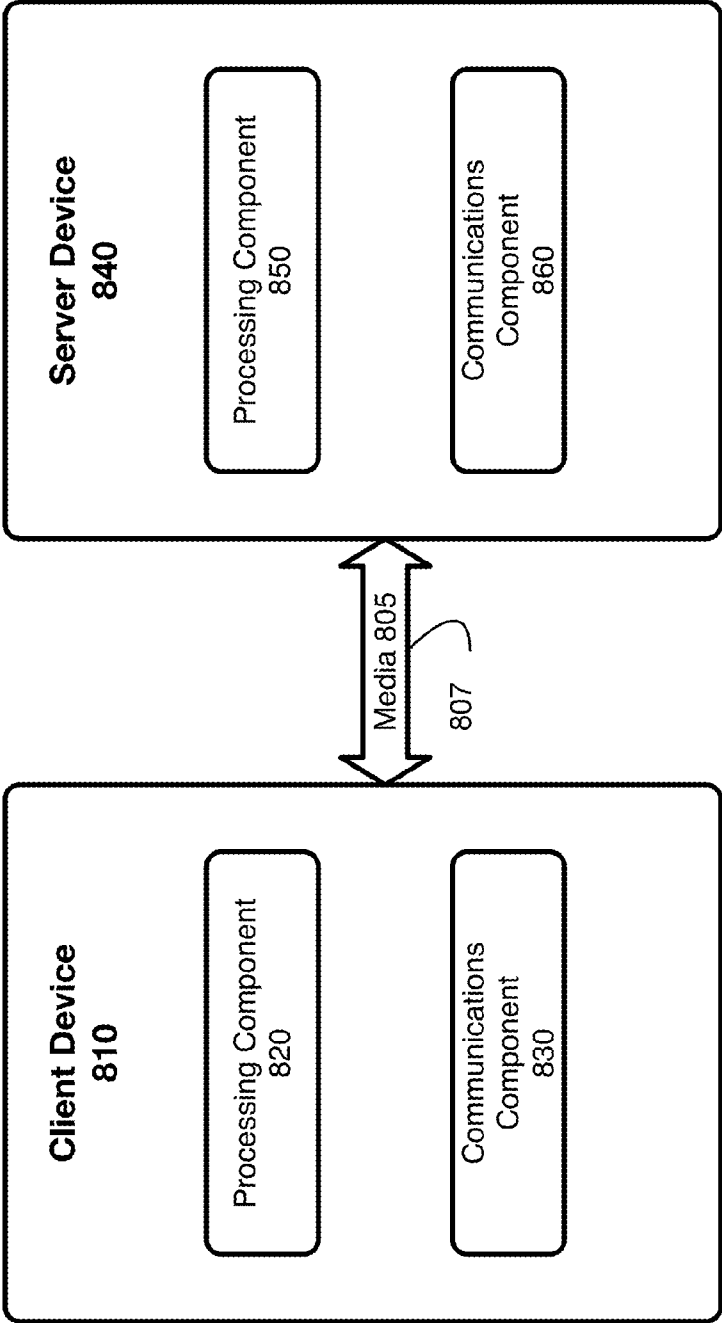 Client Device
810
Processing Component
820
Communications
Component
830
Media 805
807
Server Device
840
Processing Component
850
Communications
Component
860